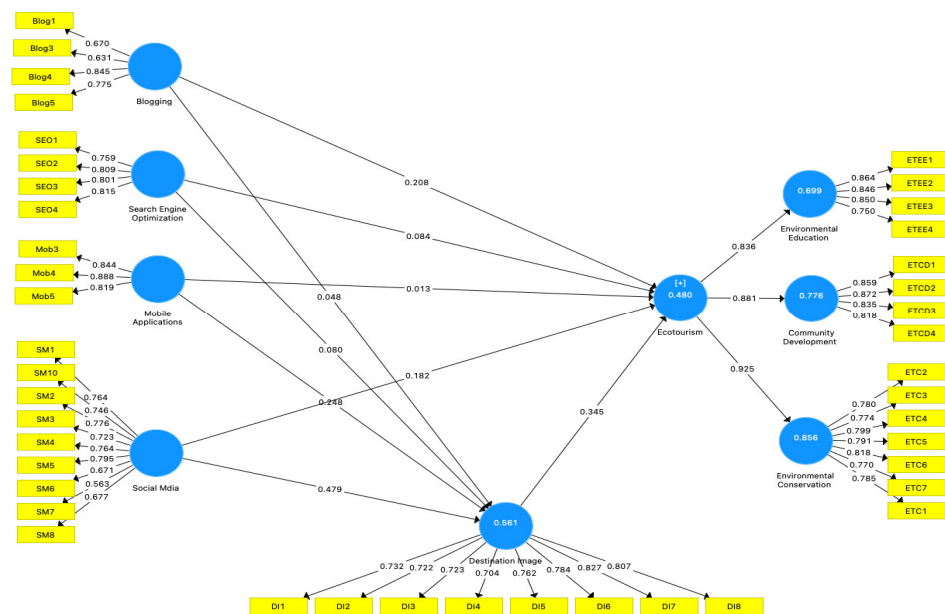 Blog1
0.670
Blog3
0.631
Blog4
0.845
0.775
Blog5
Blogging
SEO1
0.759
SEO2
0.809
SEO3
0.801
0.815
SEO4
Search Engine
Optimization
Mob3
0.844
Mob4
0.888
0.819
Mob5
Mobile
Applications
SM1
SM10
SM2
SM3
SM4
SM5
SM6
SM7
SM8
0.764
0.746
0.776
0.723
0.764
0.795
0.671
0.563
0.677
Social Mdia
0.208
0.084
0.013
0.048
0.080
0.182
0.248
0.479
0.345
[+]
0.480
Ecotourism
0.561
Destination Image
0.732
0.722
0.723
0.704
0.762
0.784
0.827
0.807
DI1
DI2
DI3
DI4
DI5
DI6
DI7
DI8
0.836
0.881
0.925
0.699
Environmental
Education
0.864
0.846
0.850
0.750
ETEE1
ETEE2
ETEE3
ETEE4
0.776
Community
Development
0.859
0.872
0.835
0.818
ETCD1
ETCD2
ETCD3
ETCD4
0.856
Environmental
Conservation
0.780
0.774
0.799
0.791
0.818
0.770
0.785
ETC2
ETC3
ETC4
ETC5
ETC6
ETC7
ETC1